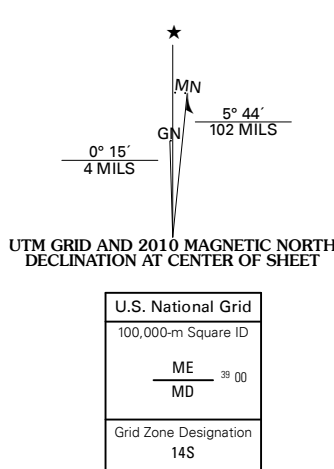 ★
MN
5° 44´
102 MILS
GN
0° 15´
4 MILS
UTM GRID AND 2010 MAGNETIC NORTH
DECLINATION AT CENTER OF SHEET
U.S. National Grid
100,000-m Square ID
ME
39 00
MD
Grid Zone Designation
14S